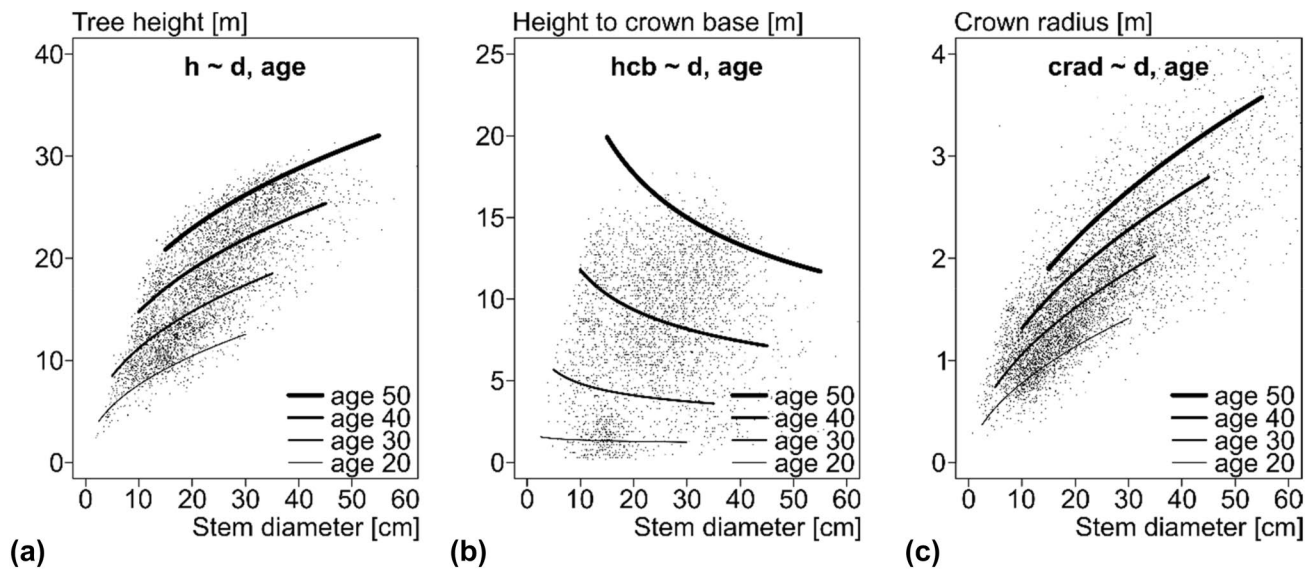 Tree height [m]
h ~ d, age
40
30
20
10
0
age 50
age 40
age 30
age 20
0 10 20 30 40 50 60
Stem diameter [cm]
(a)
Height to crown base [m]
hcb ~ d, age
25
20
15
10
5
0
age 50
age 40
age 30
age 20
0 10 20 30 40 50 60
Stem diameter [cm]
(b)
Crown radius [m]
crad ~ d, age
4
3
2
1
0
age 50
age 40
age 30
age 20
0 10 20 30 40 50 60
Stem diameter [cm]
(c)